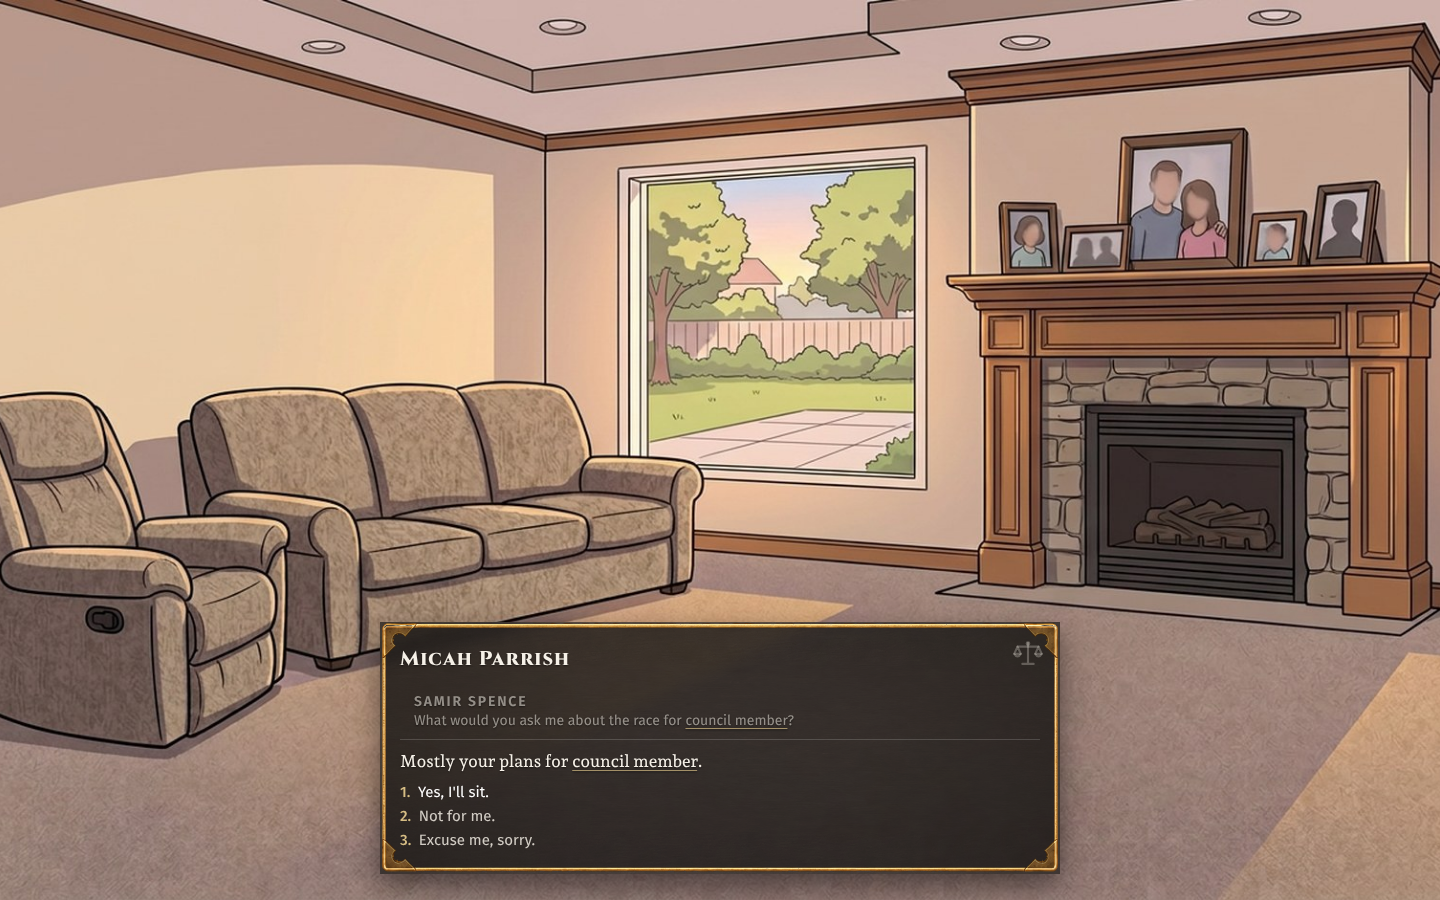 Micah Parrish
SAMIR SPENCE
What would you ask me about the race for council member?
Mostly your plans for council member.
1. Yes, I'll sit.
2. Not for me.
3. Excuse me, sorry.